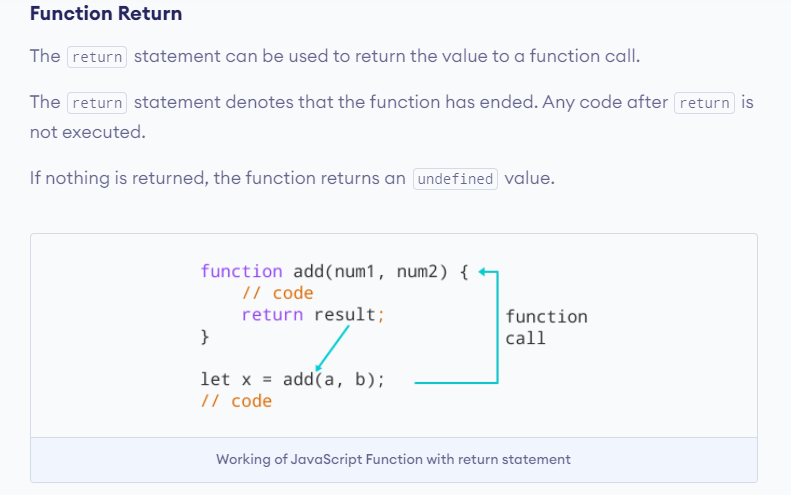 Function Return
The return statement can be used to return the value to a function call.
The return statement denotes that the function has ended. Any code after return is
not executed.
If nothing is returned, the function returns an undefined value.
function add(num1, num2) {
// code
return result;
}
function
call
let x = add(a, b);
// code
Working of JavaScript Function with return statement